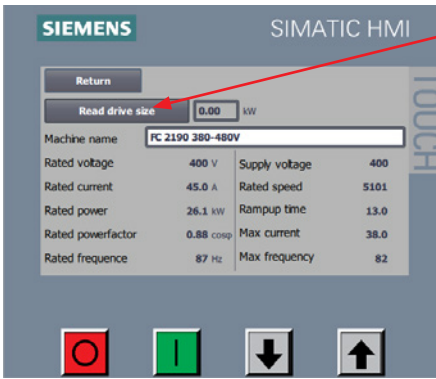 SIEMENS SIMATIC HMI
TOUCH
Return
Read drive size 0.00 kW
Machine name FC 2190 380-480V
Rated voltage 400 V Supply voltage 400
Rated current 45.0 A Rated speed 5101
Rated power 26.1 kW Rampup time 13.0
Rated powerfactor 0.88 cosφ Max current 38.0
Rated frequence 87 Hz Max frequency 82